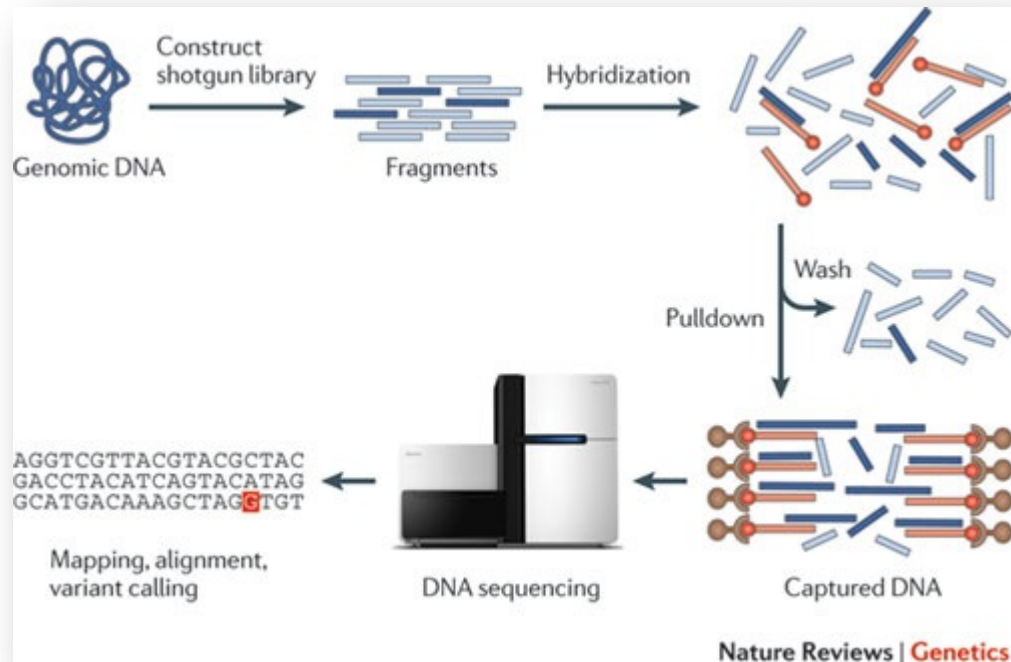 Construct
shotgun library
Hybridization
Genomic DNA
Fragments
Wash
Pulldown
AGGTCGTTACGTACGCTAC
GACCTACATCAGTACATAG
GCATGACAAAGCTAGGTGT
Mapping, alignment,
variant calling
DNA sequencing
Captured DNA
Nature Reviews | Genetics